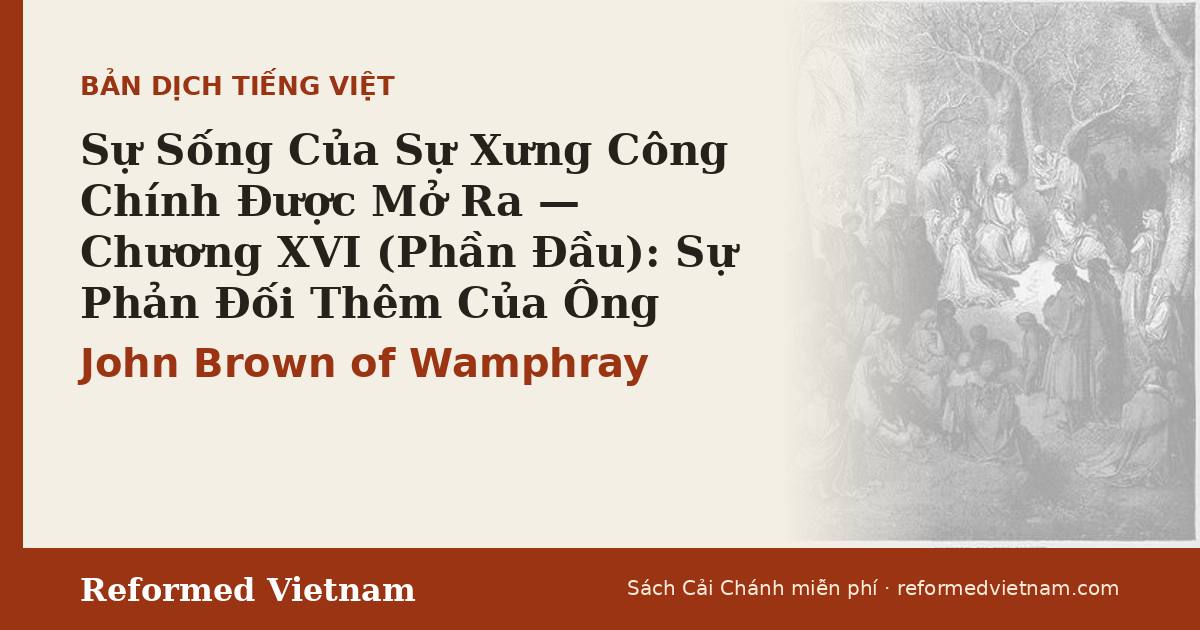 BẢN DỊCH TIẾNG VIỆT
Sự Sống Của Sự Xưng Công
Chính Được Mở Ra —
Chương XVI (Phần Đầu): Sự
Phản Đối Thêm Của Ông
John Brown of Wamphray
Reformed Vietnam
Sách Cải Chánh miễn phí · reformedvietnam.com